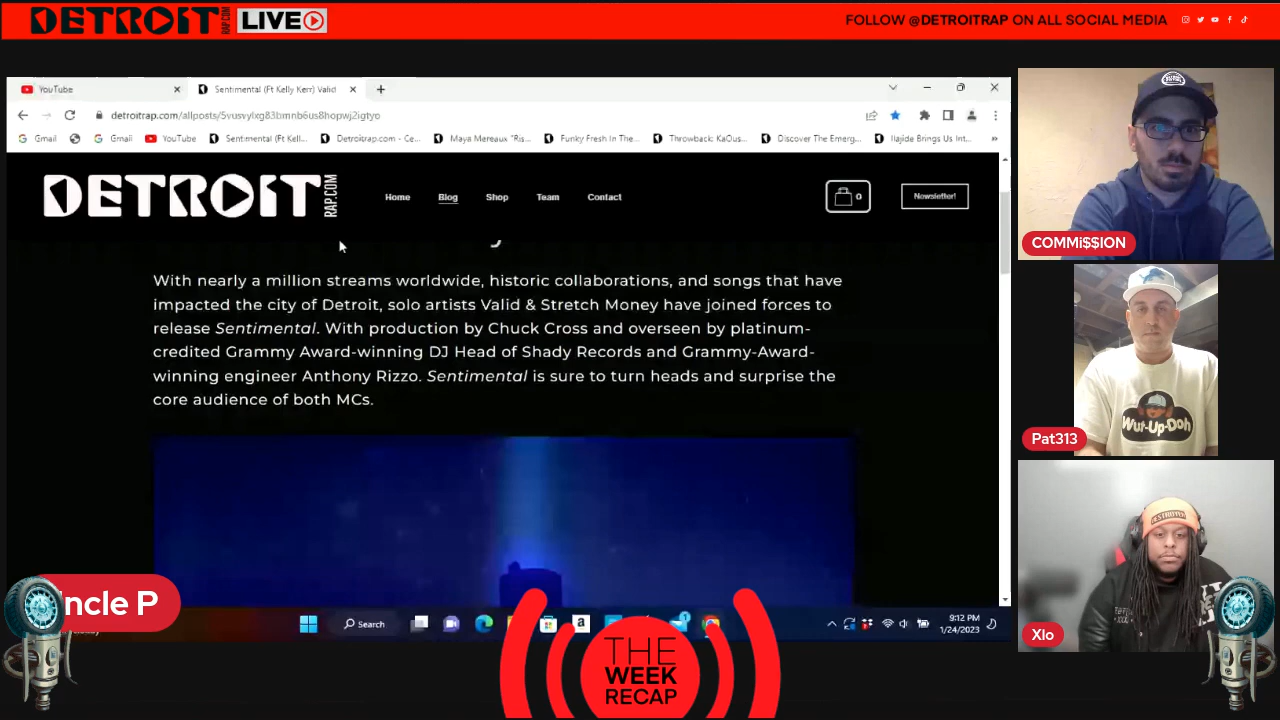 DETROIT RAP.COM LIVE
FOLLOW @DETROITRAP ON ALL SOCIAL MEDIA
YouTube
Sentimental (Ft Kelly Kerr) Valid
detroitrap.com/allposts/
Gmail
Gmail
YouTube
Sentimental (Ft Kell...
Detroitrap.com - Ce...
Maya Mereaux "Ris...
Funky Fresh In The...
Throwback: KaOus...
Discover The Emerg...
Ilajide Brings Us Int...
DETROIT RAP.COM
Home
Blog
Shop
Team
Contact
0
Newsletter!
With nearly a million streams worldwide, historic collaborations, and songs that have
impacted the city of Detroit, solo artists Valid & Stretch Money have joined forces to
release Sentimental. With production by Chuck Cross and overseen by platinum-
credited Grammy Award-winning DJ Head of Shady Records and Grammy-Award-
winning engineer Anthony Rizzo. Sentimental is sure to turn heads and surprise the
core audience of both MCs.
COMMi$$ION
Wut-Up-Doh
Pat313
DESTROYER
Xlo
ncle P
Search
9:12 PM
1/24/2023
THE
WEEK
RECAP